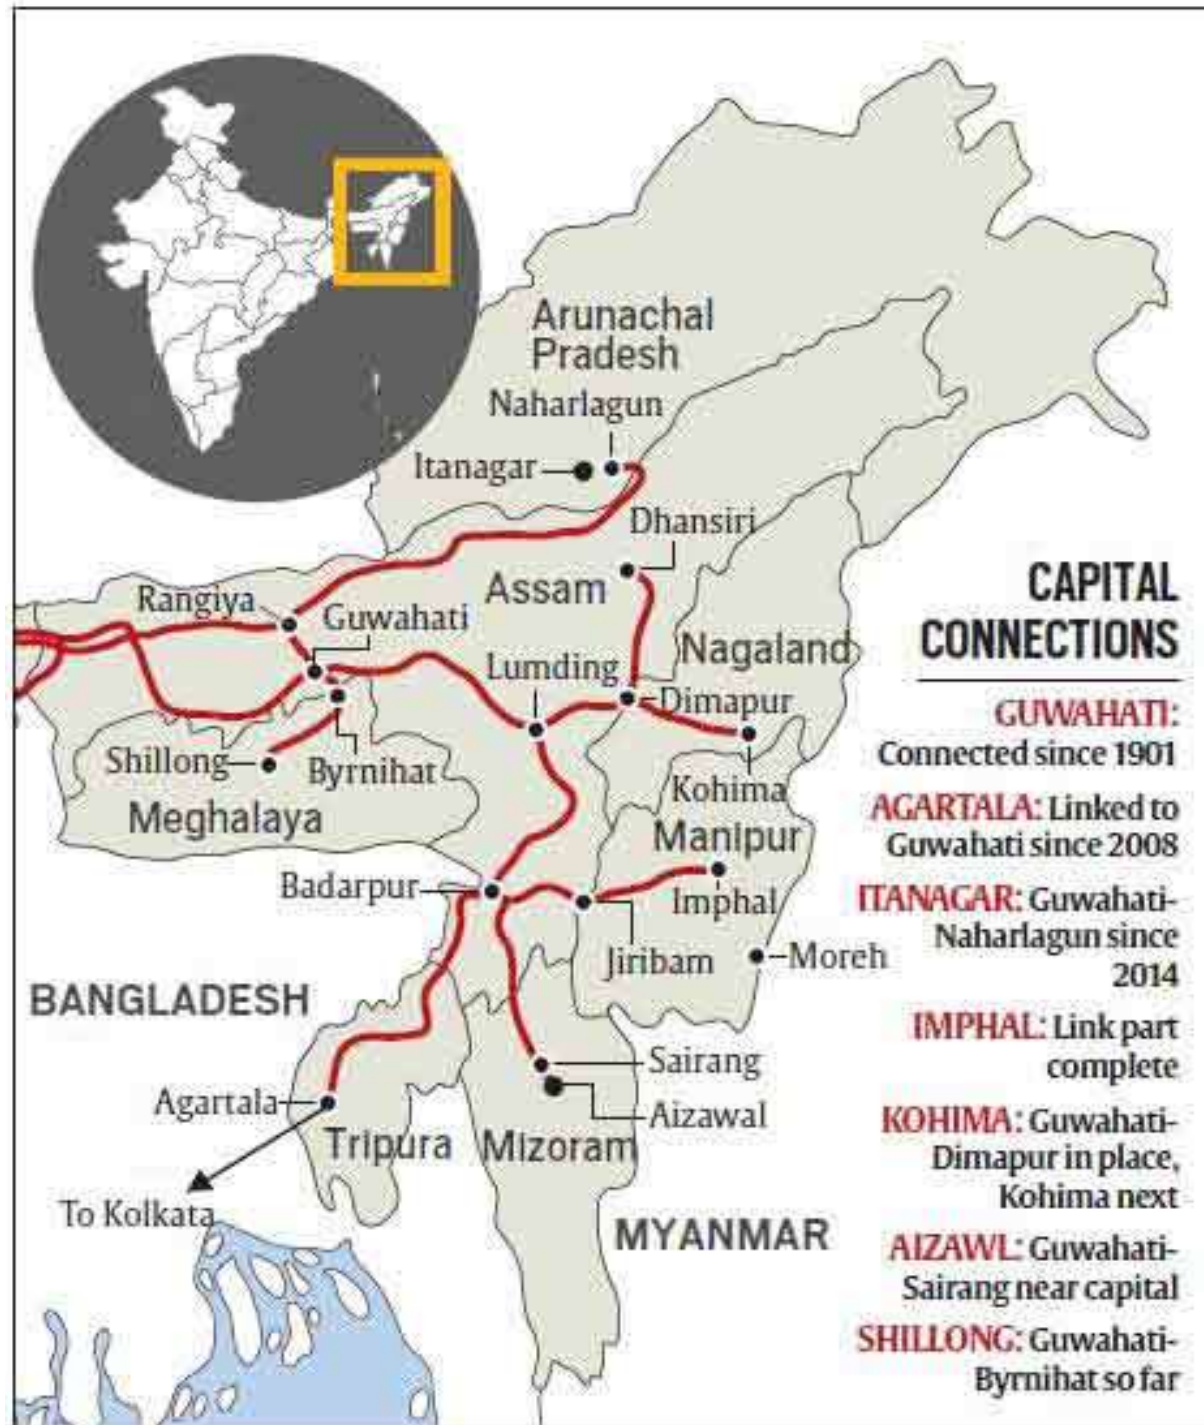 Arunachal
Pradesh
Naharlagun
Itanagar
Dhansiri
Assam
Rangiya
Guwahati
Nagaland
Lumding
Dimapur
Shillong
Byrnihat
Kohima
Meghalaya
Manipur
Badarpur
Imphal
Jiribam
Moreh
BANGLADESH
Sairang
Agartala
Aizawal
Tripura
Mizoram
To Kolkata
MYANMAR
CAPITAL
CONNECTIONS
GUWAHATI:
Connected since 1901
AGARTALA: Linked to
Guwahati since 2008
ITANAGAR: Guwahati-
Naharlagun since
2014
IMPHAL: Link part
complete
KOHIMA: Guwahati-
Dimapur in place,
Kohima next
AIZAWL: Guwahati-
Sairang near capital
SHILLONG: Guwahati-
Byrnihat so far